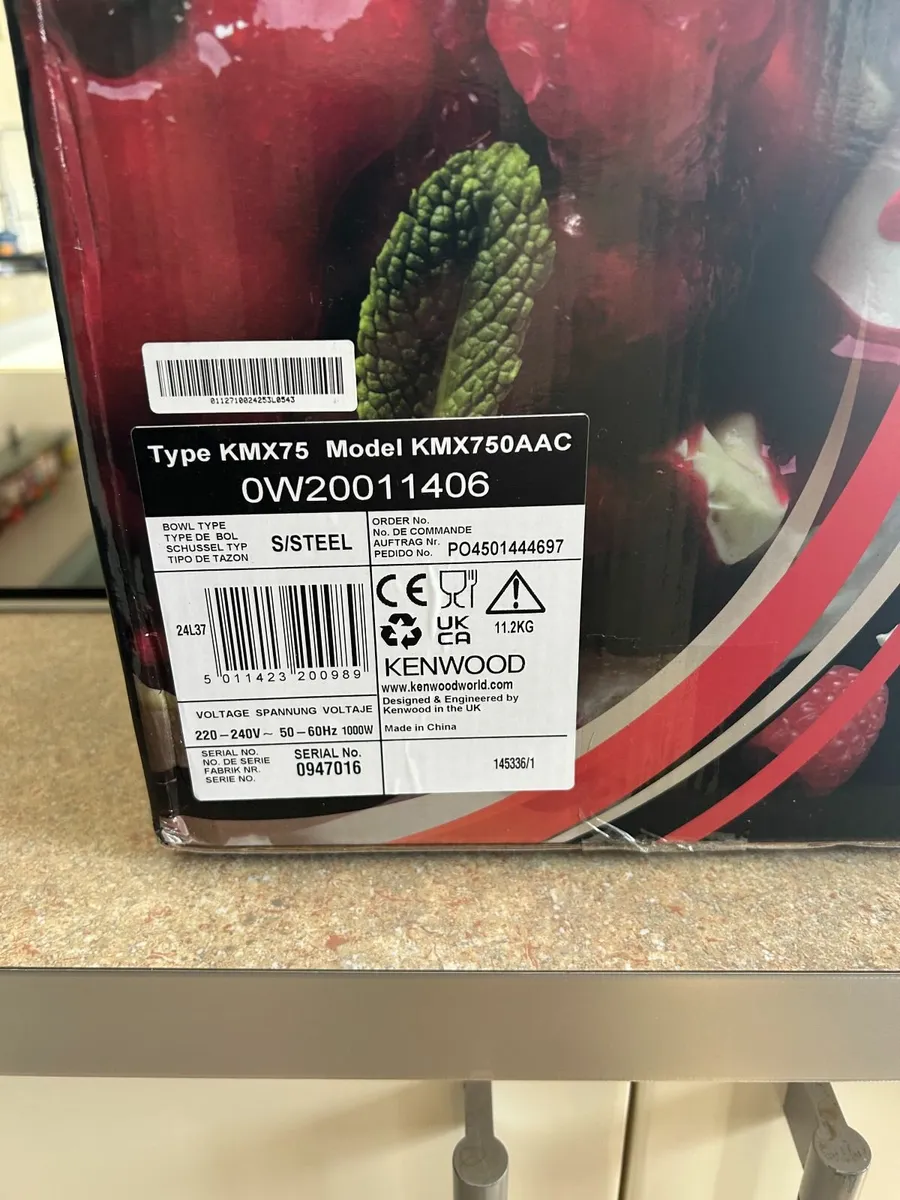 0112710024253L0543
Type KMX75 Model KMX750AAC
0W20011406
BOWL TYPE
TYPE DE BOL
SCHUSSEL TYP
TIPO DE TAZON
S/STEEL
ORDER No.
No. DE COMMANDE
AUFTRAG Nr.
PEDIDO No.
PO4501444697
24L37
5 011423 200989
CE
UK
CA
11.2KG
KENWOOD
www.kenwoodworld.com
Designed & Engineered by
Kenwood in the UK
Made in China
VOLTAGE SPANNUNG VOLTAJE
220–240V~ 50–60Hz 1000W
SERIAL NO.
NO. DE SERIE
FABRIK NR.
SERIE NO.
SERIAL No.
0947016
145336/1